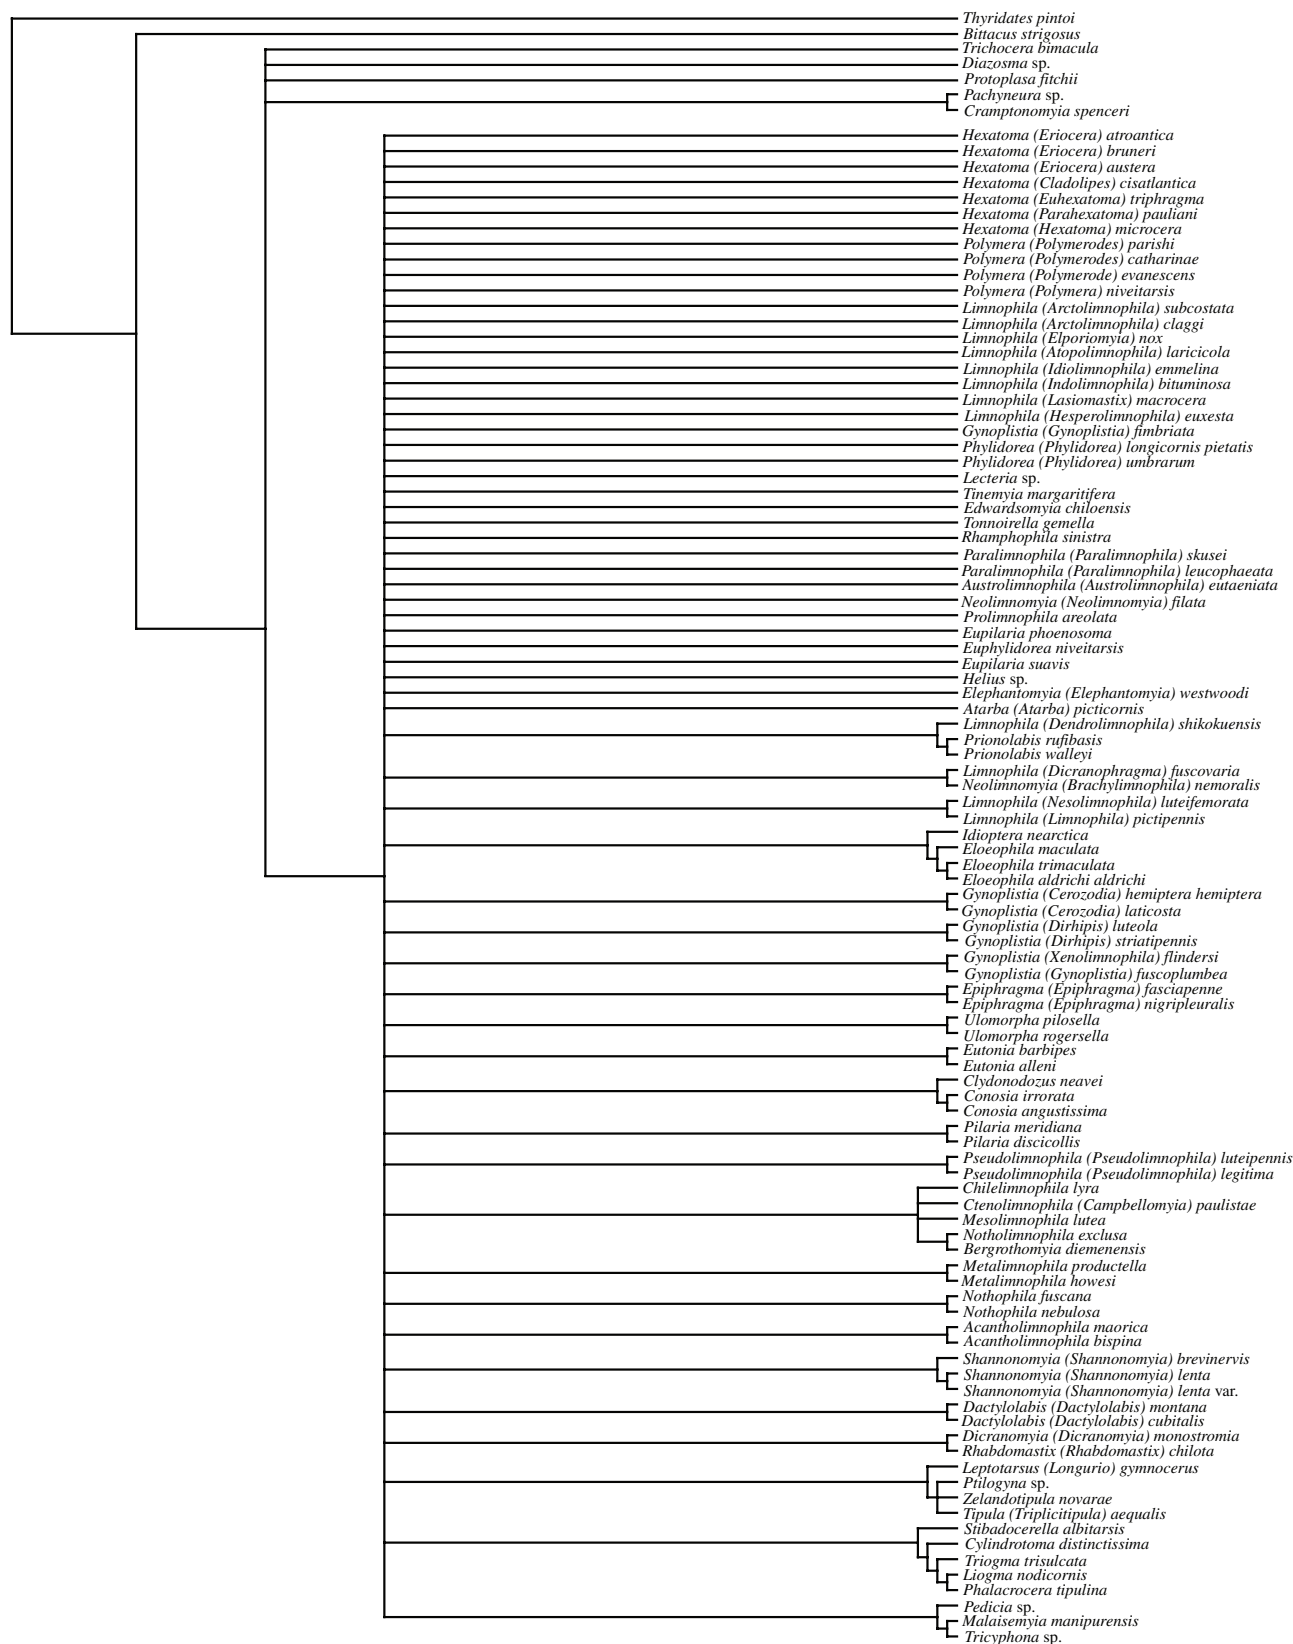 Thyridates pintoi
Bittacus strigosus
Trichocera bimacula
Diazosma sp.
Protoplasa fitchii
Pachyneura sp.
Cramptonomyia spenceri
Hexatoma (Eriocera) atroantica
Hexatoma (Eriocera) bruneri
Hexatoma (Eriocera) austera
Hexatoma (Cladolipes) cisatlantica
Hexatoma (Euhexatoma) triphragma
Hexatoma (Parahexatoma) pauliani
Hexatoma (Hexatoma) microcera
Polymera (Polymerodes) parishi
Polymera (Polymerodes) catharinae
Polymera (Polymerode) evanescens
Polymera (Polymera) niveitarsis
Limnophila (Arctolimnophila) subcostata
Limnophila (Arctolimnophila) claggi
Limnophila (Elporiomyia) nox
Limnophila (Atopolimnophila) laricicola
Limnophila (Idiolimnophila) emmelina
Limnophila (Indolimnophila) bituminosa
Limnophila (Lasiomastix) macrocera
Limnophila (Hesperolimnophila) euxesta
Gynoplistia (Gynoplistia) fimbriata
Phylidorea (Phylidorea) longicornis pietatis
Phylidorea (Phylidorea) umbrarum
Lecteria sp.
Tinemyia margaritifera
Edwardsomyia chiloensis
Tonnoirella gemella
Rhamphophila sinistra
Paralimnophila (Paralimnophila) skusei
Paralimnophila (Paralimnophila) leucophaeata
Austrolimnophila (Austrolimnophila) eutaeniata
Neolimnomyia (Neolimnomyia) filata
Prolimnophila areolata
Eupilaria phoenosoma
Euphylidorea niveitarsis
Eupilaria suavis
Helius sp.
Elephantomyia (Elephantomyia) westwoodi
Atarba (Atarba) picticornis
Limnophila (Dendrolimnophila) shikokuensis
Prionolabis rufibasis
Prionolabis walleyi
Limnophila (Dicranophragma) fuscovaria
Neolimnomyia (Brachylimnophila) nemoralis
Limnophila (Nesolimnophila) luteifemorata
Limnophila (Limnophila) pictipennis
Idioptera nearctica
Eloeophila maculata
Eloeophila trimaculata
Eloeophila aldrichi aldrichi
Gynoplistia (Cerozodia) hemiptera hemiptera
Gynoplistia (Cerozodia) laticosta
Gynoplistia (Dirhipis) luteola
Gynoplistia (Dirhipis) striatipennis
Gynoplistia (Xenolimnophila) flindersi
Gynoplistia (Gynoplistia) fuscoplumbea
Epiphragma (Epiphragma) fasciapenne
Epiphragma (Epiphragma) nigripleuralis
Ulomorpha pilosella
Ulomorpha rogersella
Eutonia barbipes
Eutonia alleni
Clydonodozus neavei
Conosia irrorata
Conosia angustissima
Pilaria meridiana
Pilaria discicollis
Pseudolimnophila (Pseudolimnophila) luteipennis
Pseudolimnophila (Pseudolimnophila) legitima
Chilelimnophila lyra
Ctenolimnophila (Campbellomyia) paulistae
Mesolimnophila lutea
Notholimnophila exclusa
Bergrothomyia diemenensis
Metalimnophila productella
Metalimnophila howesi
Nothophila fuscana
Nothophila nebulosa
Acantholimnophila maorica
Acantholimnophila bispina
Shannonomyia (Shannonomyia) brevinervis
Shannonomyia (Shannonomyia) lenta
Shannonomyia (Shannonomyia) lenta var.
Dactylolabis (Dactylolabis) montana
Dactylolabis (Dactylolabis) cubitalis
Dicranomyia (Dicranomyia) monostromia
Rhabdomastix (Rhabdomastix) chilota
Leptotarsus (Longurio) gymnocerus
Ptilogyna sp.
Zelandotipula novarae
Tipula (Triplicitipula) aequalis
Stibadocerella albitarsis
Cylindrotoma distinctissima
Triogma trisulcata
Liogma nodicornis
Phalacrocera tipulina
Pedicia sp.
Malaisemyia manipurensis
Tricyphona sp.